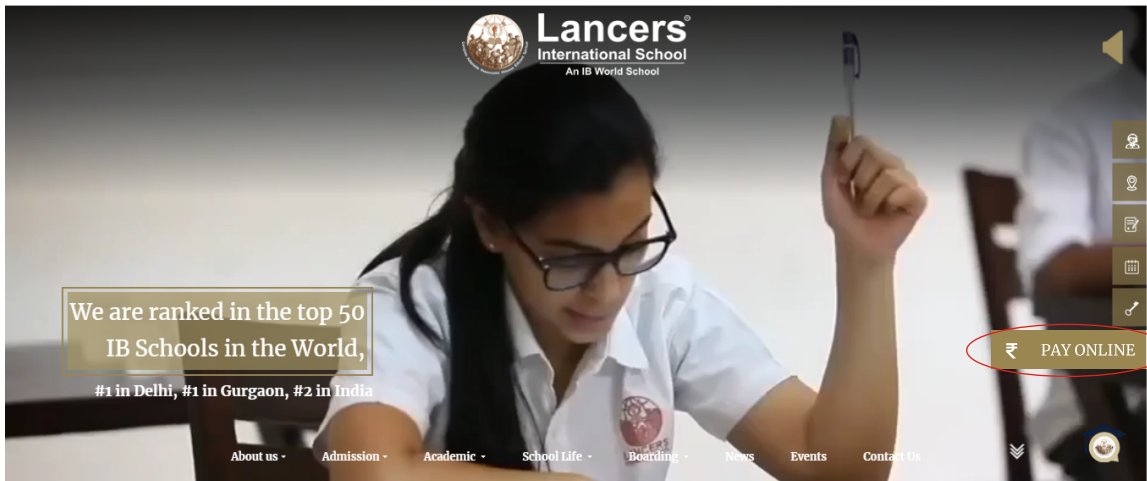 Lancers
International School
An IB World School
We are ranked in the top 50
IB Schools in the World,
#1 in Delhi, #1 in Gurgaon, #2 in India
₹ PAY ONLINE
About us Admission Academic School Life Boarding News Events Contact Us